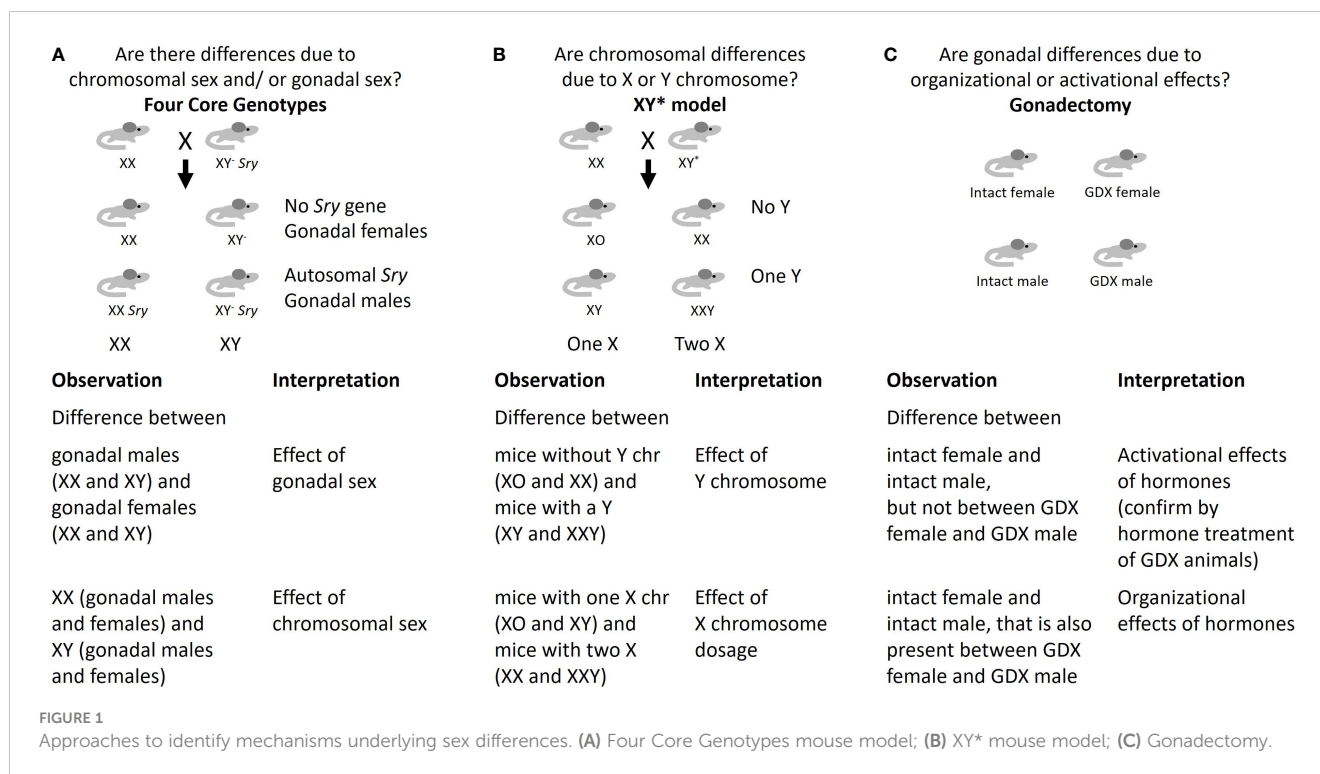 A Are there differences due to
chromosomal sex and/ or gonadal sex?
Four Core Genotypes
X
XX XY- Sry
XX XY-
No Sry gene
Gonadal females
XX Sry XY- Sry
Autosomal Sry
Gonadal males
XX XY
Observation Interpretation
Difference between
gonadal males
(XX and XY) and
gonadal females
(XX and XY)
Effect of
gonadal sex
XX (gonadal males
and females) and
XY (gonadal males
and females)
Effect of
chromosomal sex
B Are chromosomal differences
due to X or Y chromosome?
XY* model
X
XX XY*
XO XX
No Y
XY XXY
One Y
One X Two X
Observation Interpretation
Difference between
mice without Y chr
(XO and XX) and
mice with a Y
(XY and XXY)
Effect of
Y chromosome
mice with one X chr
(XO and XY) and
mice with two X
(XX and XXY)
Effect of
X chromosome
dosage
C Are gonadal differences due to
organizational or activational effects?
Gonadectomy
Intact female GDX female
Intact male GDX male
Observation Interpretation
Difference between
intact female and
intact male,
but not between GDX
female and GDX male
Activational effects
of hormones
(confirm by
hormone treatment
of GDX animals)
intact female and
intact male, that is also
present between GDX
female and GDX male
Organizational
effects of hormones
FIGURE 1
Approaches to identify mechanisms underlying sex differences. (A) Four Core Genotypes mouse model; (B) XY* mouse model; (C) Gonadectomy.